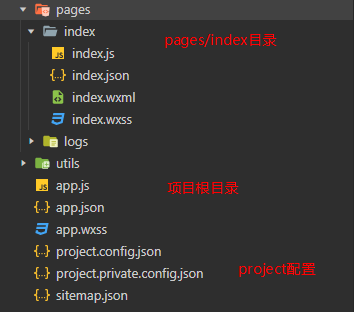 pages
index
index.js
pages/index目录
index.json
index.wxml
index.wxss
logs
utils
app.js
项目根目录
app.json
app.wxss
project.config.json
project.private.config.json
project配置
sitemap.json